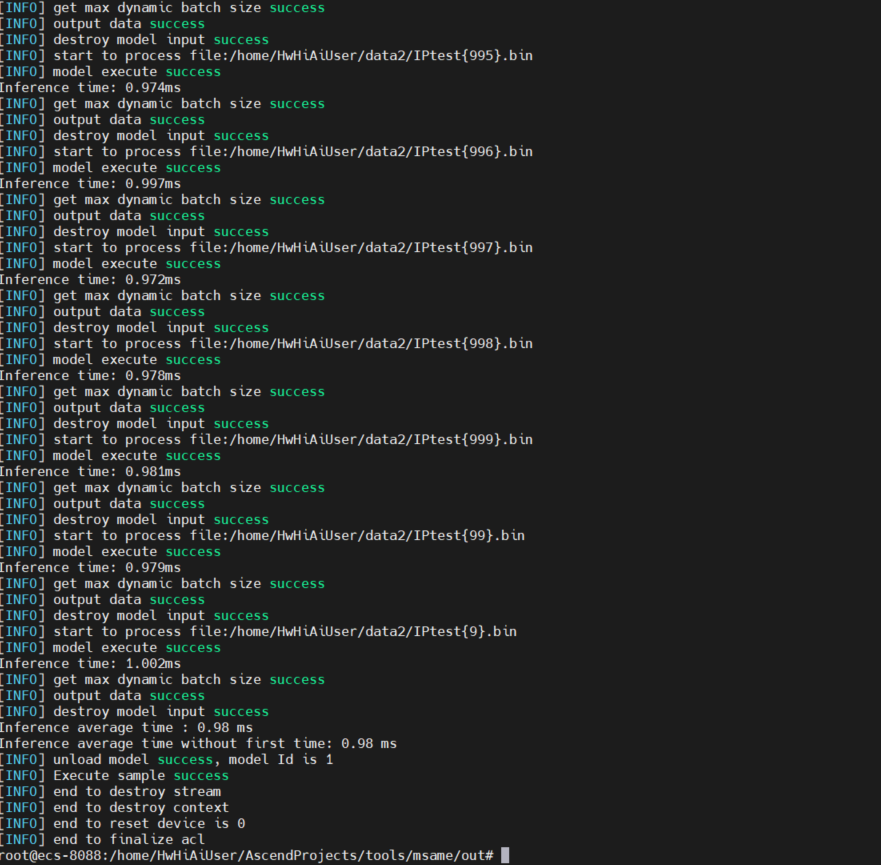 [INFO] get max dynamic batch size success
[INFO] output data success
[INFO] destroy model input success
[INFO] start to process file:/home/HwHiAiUser/data2/IPtest{995}.bin
[INFO] model execute success
Inference time: 0.974ms
[INFO] get max dynamic batch size success
[INFO] output data success
[INFO] destroy model input success
[INFO] start to process file:/home/HwHiAiUser/data2/IPtest{996}.bin
[INFO] model execute success
Inference time: 0.997ms
[INFO] get max dynamic batch size success
[INFO] output data success
[INFO] destroy model input success
[INFO] start to process file:/home/HwHiAiUser/data2/IPtest{997}.bin
[INFO] model execute success
Inference time: 0.972ms
[INFO] get max dynamic batch size success
[INFO] output data success
[INFO] destroy model input success
[INFO] start to process file:/home/HwHiAiUser/data2/IPtest{998}.bin
[INFO] model execute success
Inference time: 0.978ms
[INFO] get max dynamic batch size success
[INFO] output data success
[INFO] destroy model input success
[INFO] start to process file:/home/HwHiAiUser/data2/IPtest{999}.bin
[INFO] model execute success
Inference time: 0.981ms
[INFO] get max dynamic batch size success
[INFO] output data success
[INFO] destroy model input success
[INFO] start to process file:/home/HwHiAiUser/data2/IPtest{99}.bin
[INFO] model execute success
Inference time: 0.979ms
[INFO] get max dynamic batch size success
[INFO] output data success
[INFO] destroy model input success
[INFO] start to process file:/home/HwHiAiUser/data2/IPtest{9}.bin
[INFO] model execute success
Inference time: 1.002ms
[INFO] get max dynamic batch size success
[INFO] output data success
[INFO] destroy model input success
Inference average time : 0.98 ms
Inference average time without first time: 0.98 ms
[INFO] unload model success, model Id is 1
[INFO] Execute sample success
[INFO] end to destroy stream
[INFO] end to destroy context
[INFO] end to reset device is 0
[INFO] end to finalize acl
root@ecs-8088:/home/HwHiAiUser/AscendProjects/tools/msame/out#